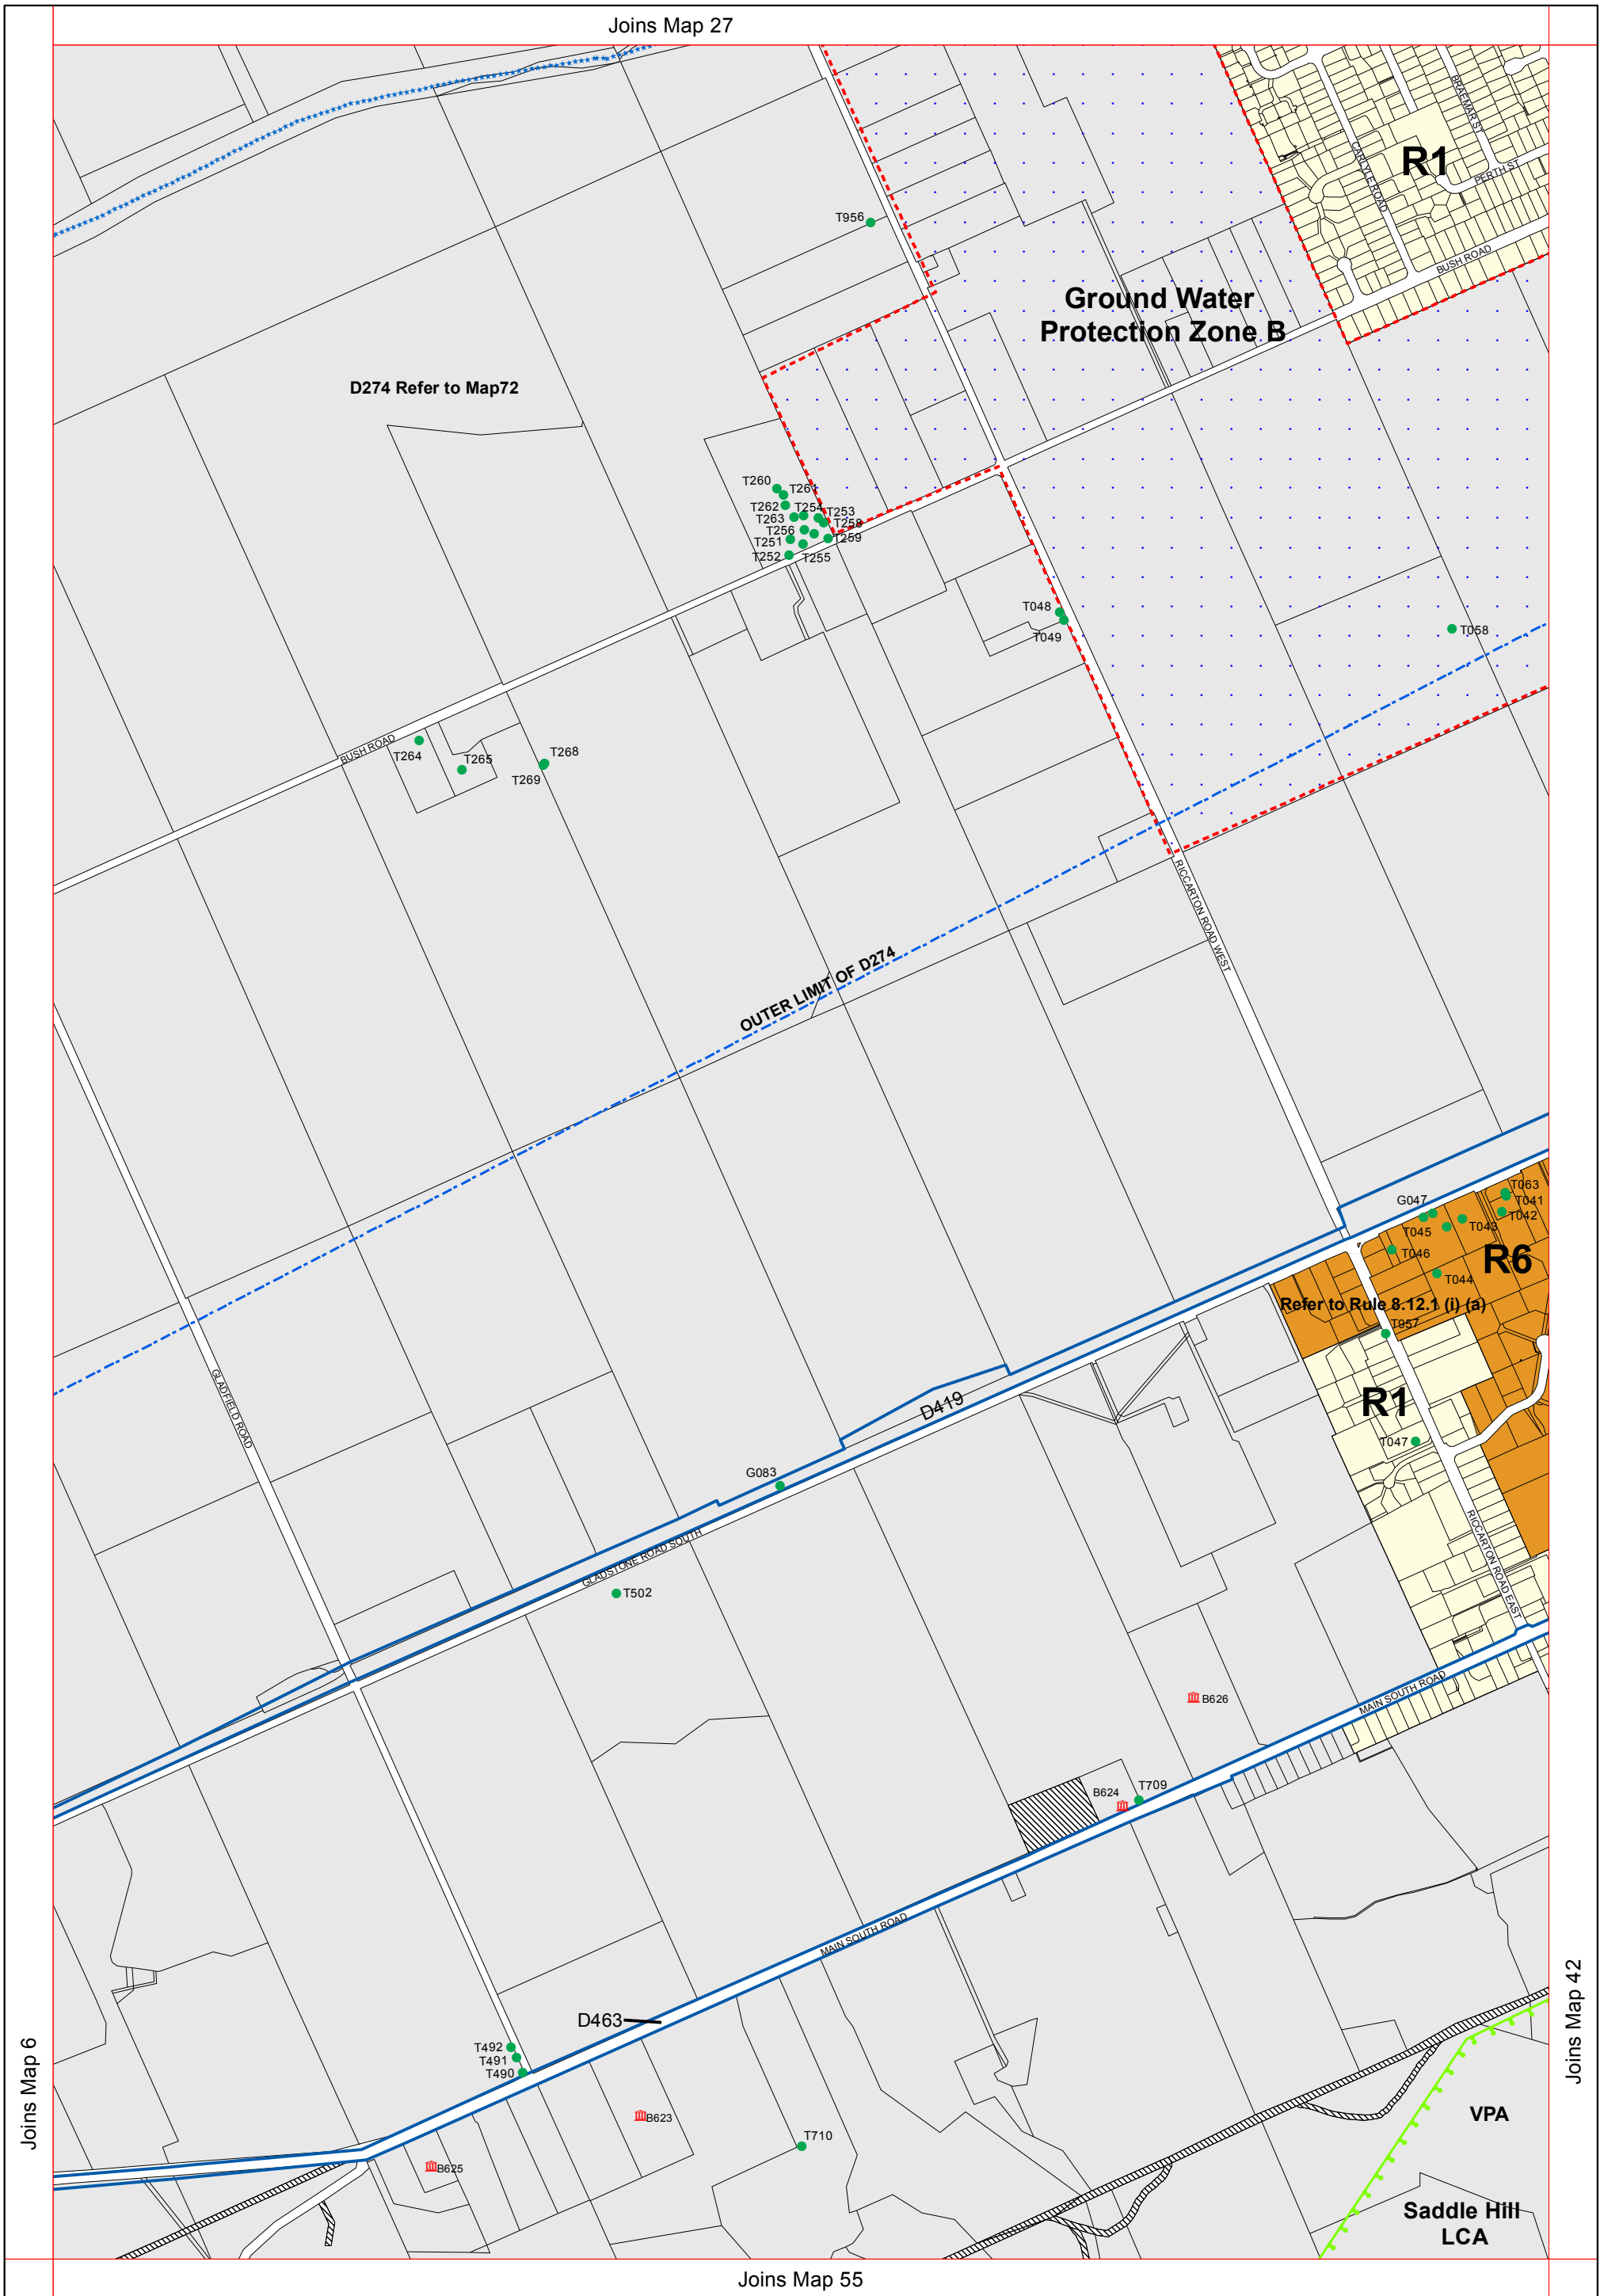 Joins Map 27
BRAEMAR ST
R1
CARLYLE ROAD
PERTH ST
T956
BUSH ROAD
Ground Water
Protection Zone B
D274 Refer to Map72
T260
T261
T262
T254
T253
T263
T258
T256
T251
T259
T252
T255
T048
T049
T058
BUSH ROAD
T264
T265
T268
T269
RICCARTON ROAD WEST
OUTER LIMIT OF D274
T063
G047
T041
T042
T045
T043
T046
R6
T044
Refer to Rule 8.12.1 (i) (a)
T957
GLADFIELD ROAD
D419
R1
T047
G083
GLADSTONE ROAD SOUTH
RICCARTON ROAD EAST
T502
MAIN SOUTH ROAD
B626
T709
B624
MAIN SOUTH ROAD
Joins Map 6
Joins Map 42
D463
T492
T491
T490
B623
VPA
T710
B625
Saddle Hill
LCA
Joins Map 55